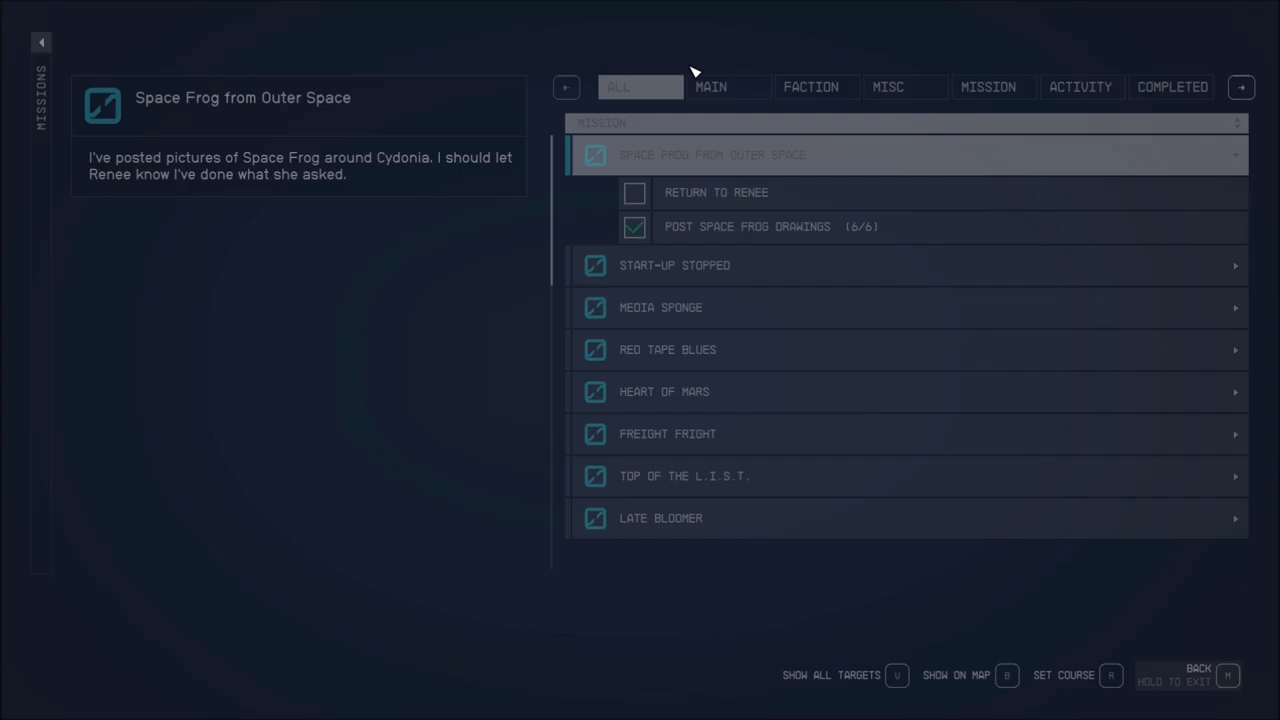 MISSIONS
Space Frog from Outer Space
I've posted pictures of Space Frog around Cydonia. I should let
Renee know I've done what she asked.
ALL MAIN FACTION MISC MISSION ACTIVITY COMPLETED
MISSION
SPACE FROG FROM OUTER SPACE
RETURN TO RENEE
POST SPACE FROG DRAWINGS (6/6)
START-UP STOPPED
MEDIA SPONGE
RED TAPE BLUES
HEART OF MARS
FREIGHT FRIGHT
TOP OF THE L.I.S.T.
LATE BLOOMER
SHOW ALL TARGETS V SHOW ON MAP B SET COURSE R BACK M
HOLD TO EXIT